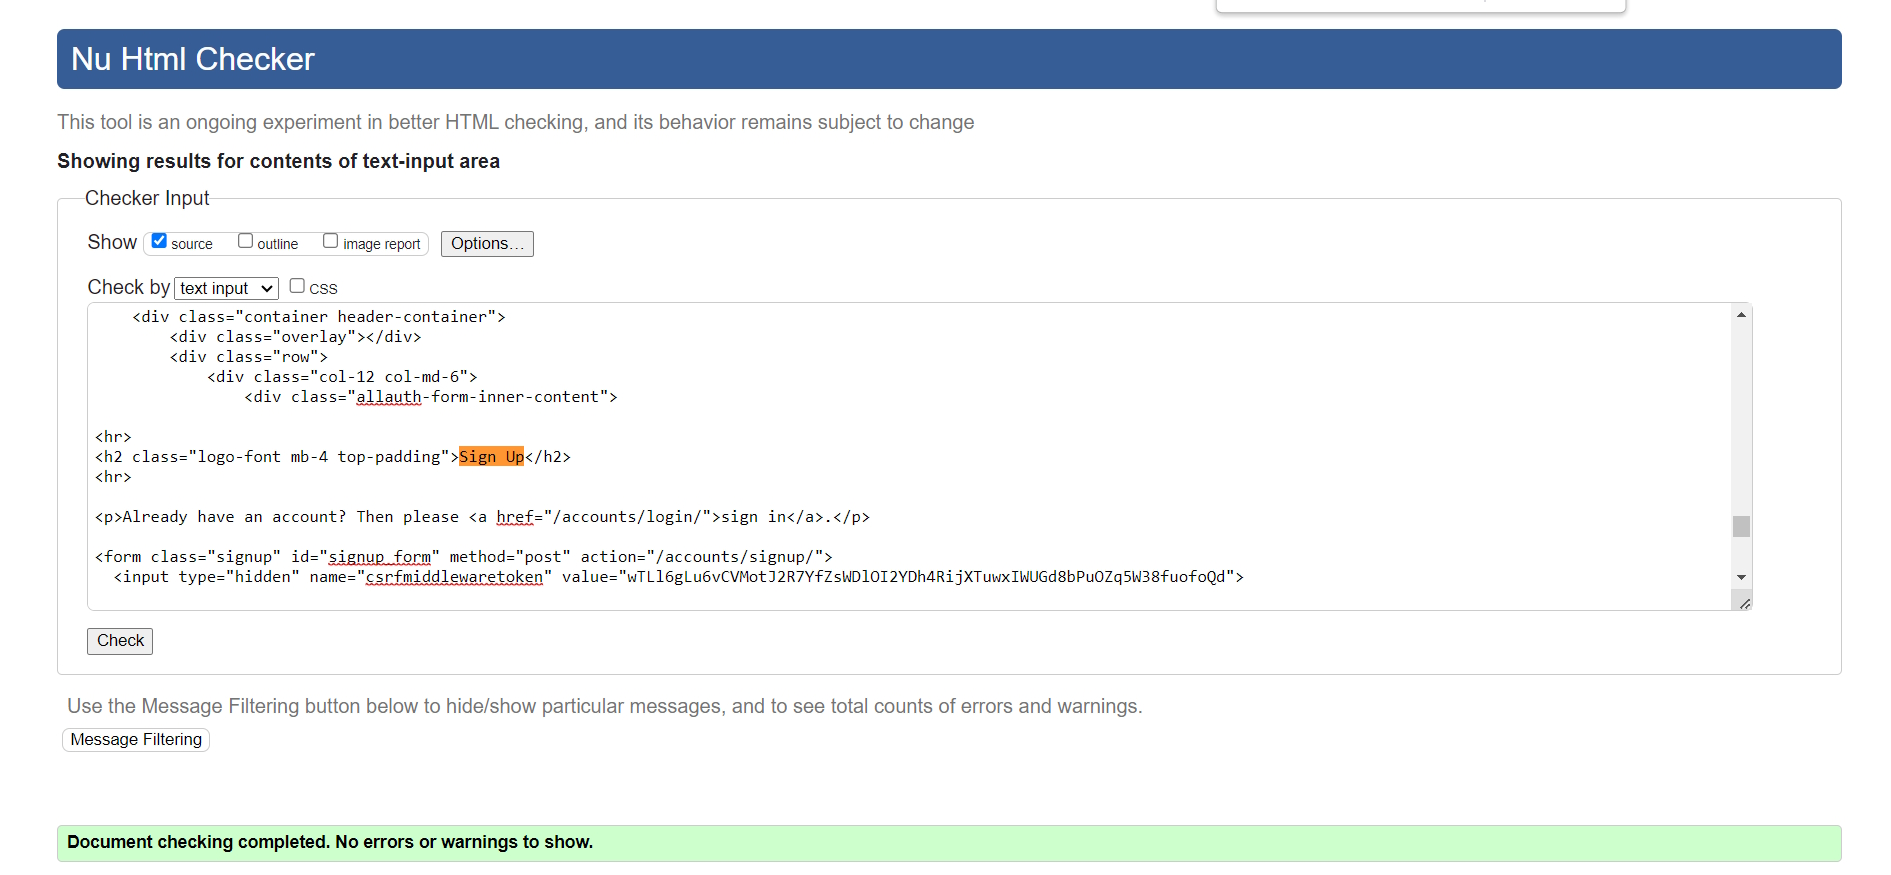 Nu Html Checker
This tool is an ongoing experiment in better HTML checking, and its behavior remains subject to change
Showing results for contents of text-input area
Checker Input
Show source outline image report Options...
Check by text input CSS
<div class="container header-container">
<div class="overlay"></div>
<div class="row">
<div class="col-12 col-md-6">
<div class="allauth-form-inner-content">
<hr>
<h2 class="logo-font mb-4 top-padding">Sign Up</h2>
<hr>
<p>Already have an account? Then please <a href="/accounts/login/">sign in</a>.</p>
<form class="signup" id="signup_form" method="post" action="/accounts/signup/">
<input type="hidden" name="csrfmiddlewaretoken" value="wTLl6gLu6vCVMotJ2R7YfZsWDlOI2YDh4RijXTuwxIWUGd8bPuOZq5W38fuofoQd">
Check
Use the Message Filtering button below to hide/show particular messages, and to see total counts of errors and warnings.
Message Filtering
Document checking completed. No errors or warnings to show.